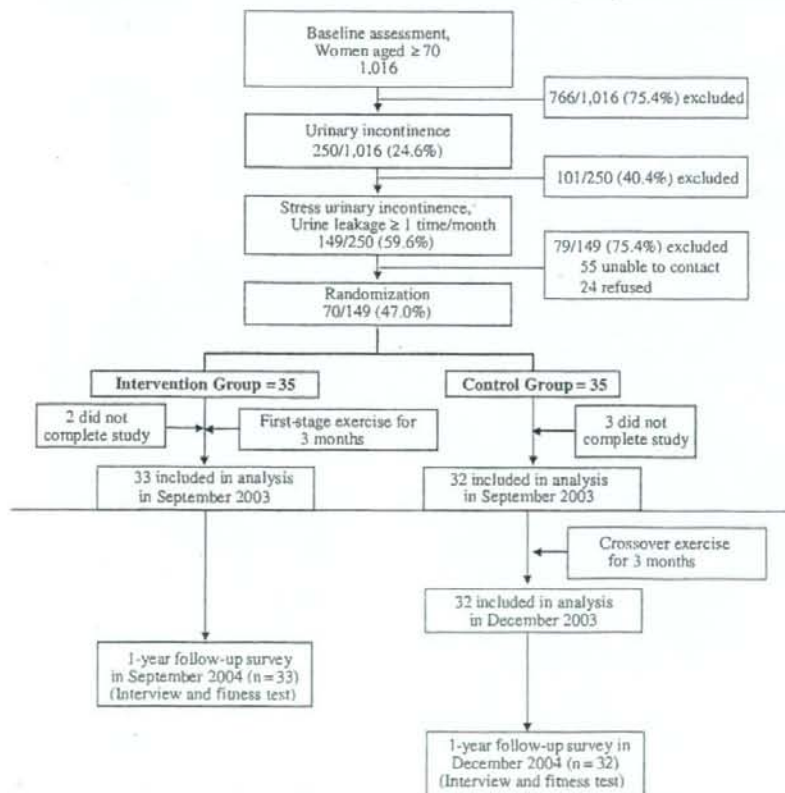 Baseline assessment,
Women aged ≥ 70
1,016
766/1,016 (75.4%) excluded
Urinary incontinence
250/1,016 (24.6%)
101/250 (40.4%) excluded
Stress urinary incontinence,
Urine leakage ≥ 1 time/month
149/250 (59.6%)
79/149 (75.4%) excluded
55 unable to contact
24 refused
Randomization
70/149 (47.0%)
Intervention Group = 35
Control Group = 35
2 did not
complete study
First-stage exercise for
3 months
3 did not
complete study
33 included in analysis
in September 2003
32 included in analysis
in September 2003
Crossover exercise
for 3 months
32 included in analysis
in December 2003
1-year follow-up survey
in September 2004 (n = 33)
(Interview and fitness test)
1-year follow-up survey in
December 2004 (n = 32)
(Interview and fitness test)